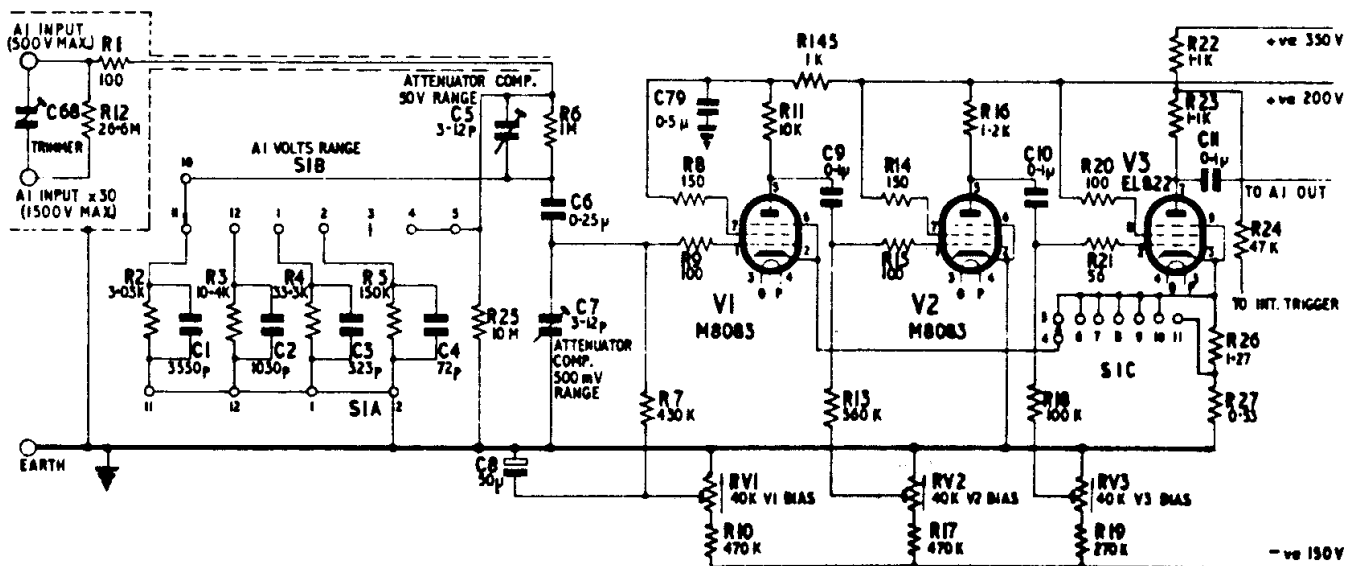 A1 INPUT
(500V MAX.)
R1
100
C68
R12
26·6M
TRIMMER
A1 INPUT x30
(1500V MAX)
A1 VOLTS RANGE
S1B
10
11
12
1
2
3
4
5
ATTENUATOR COMP.
50V RANGE
C5
3-12p
R6
1M
C6
0·25µ
R2
3·03K
R3
10·4K
R4
33·3K
R5
150K
C1
3550p
C2
1030p
C3
323p
C4
72p
11
12
1
S1A
2
R25
10M
C7
3-12p
ATTENUATOR
COMP.
500mV
RANGE
R7
430K
EARTH
C8
50µ
R145
1K
C79
0·5µ
R11
10K
R8
150
R9
100
C9
0·1µ
V1
M8083
R14
150
R15
100
R16
1·2K
C10
0·1µ
V2
M8083
R20
100
R21
56
R22
1·1K
R23
1·1K
C11
0·1µ
V3
EL822
+ve 350V
+ve 200V
TO A1 OUT
R24
47K
TO INT. TRIGGER
5
4
6
7
8
9
10
11
S1C
R26
1·27
R27
0·33
R13
560K
R18
100K
RV1
40K V1 BIAS
RV2
40K V2 BIAS
RV3
40K V3 BIAS
R10
470K
R17
470K
R19
270K
-ve 150V